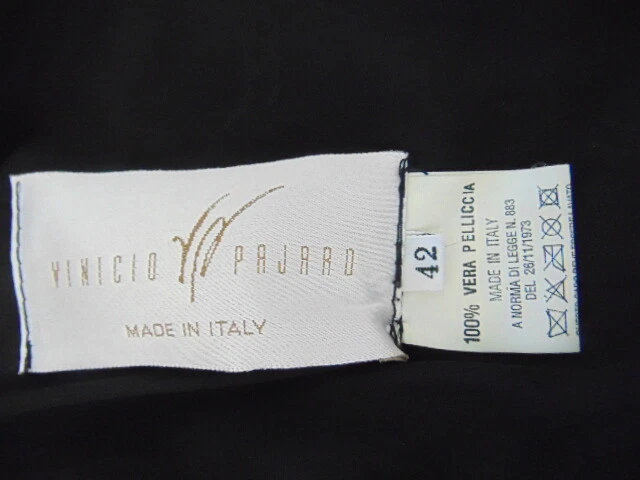 VINICIO PAJARO
MADE IN ITALY
42
100% VERA PELLICCIA
MADE IN ITALY
A NORMA DI LEGGE N. 883
DEL 26/11/1973